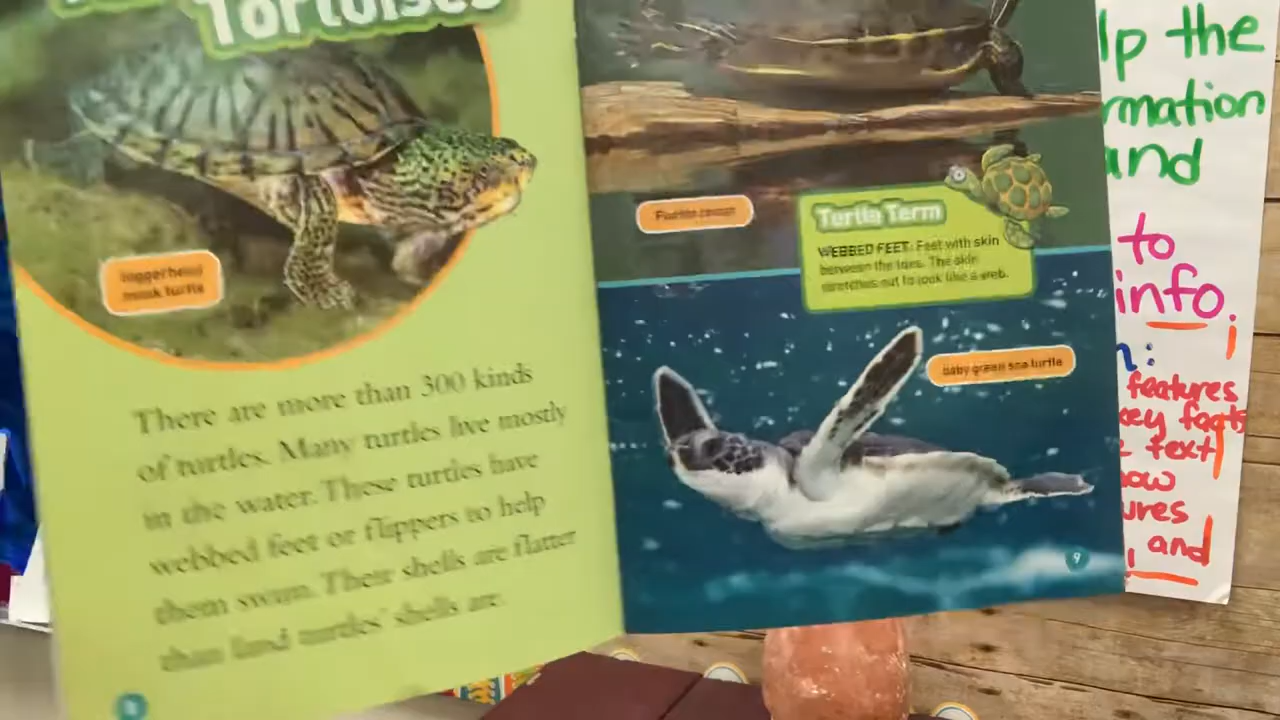 Tortoises
loggerhead
musk turtle
There are more than 300 kinds
of turtles. Many turtles live mostly
in the water. These turtles have
webbed feet or flippers to help
them swim. Their shells are flatter
than land turtles' shells are.
8
Turtle Term
WEBBED FEET: Feet with skin
between the toes. The skin
stretches out to look like a web.
baby green sea turtle
9
lp the
rmation
and
to
info.
:
features
key facts
text
how
ures
and